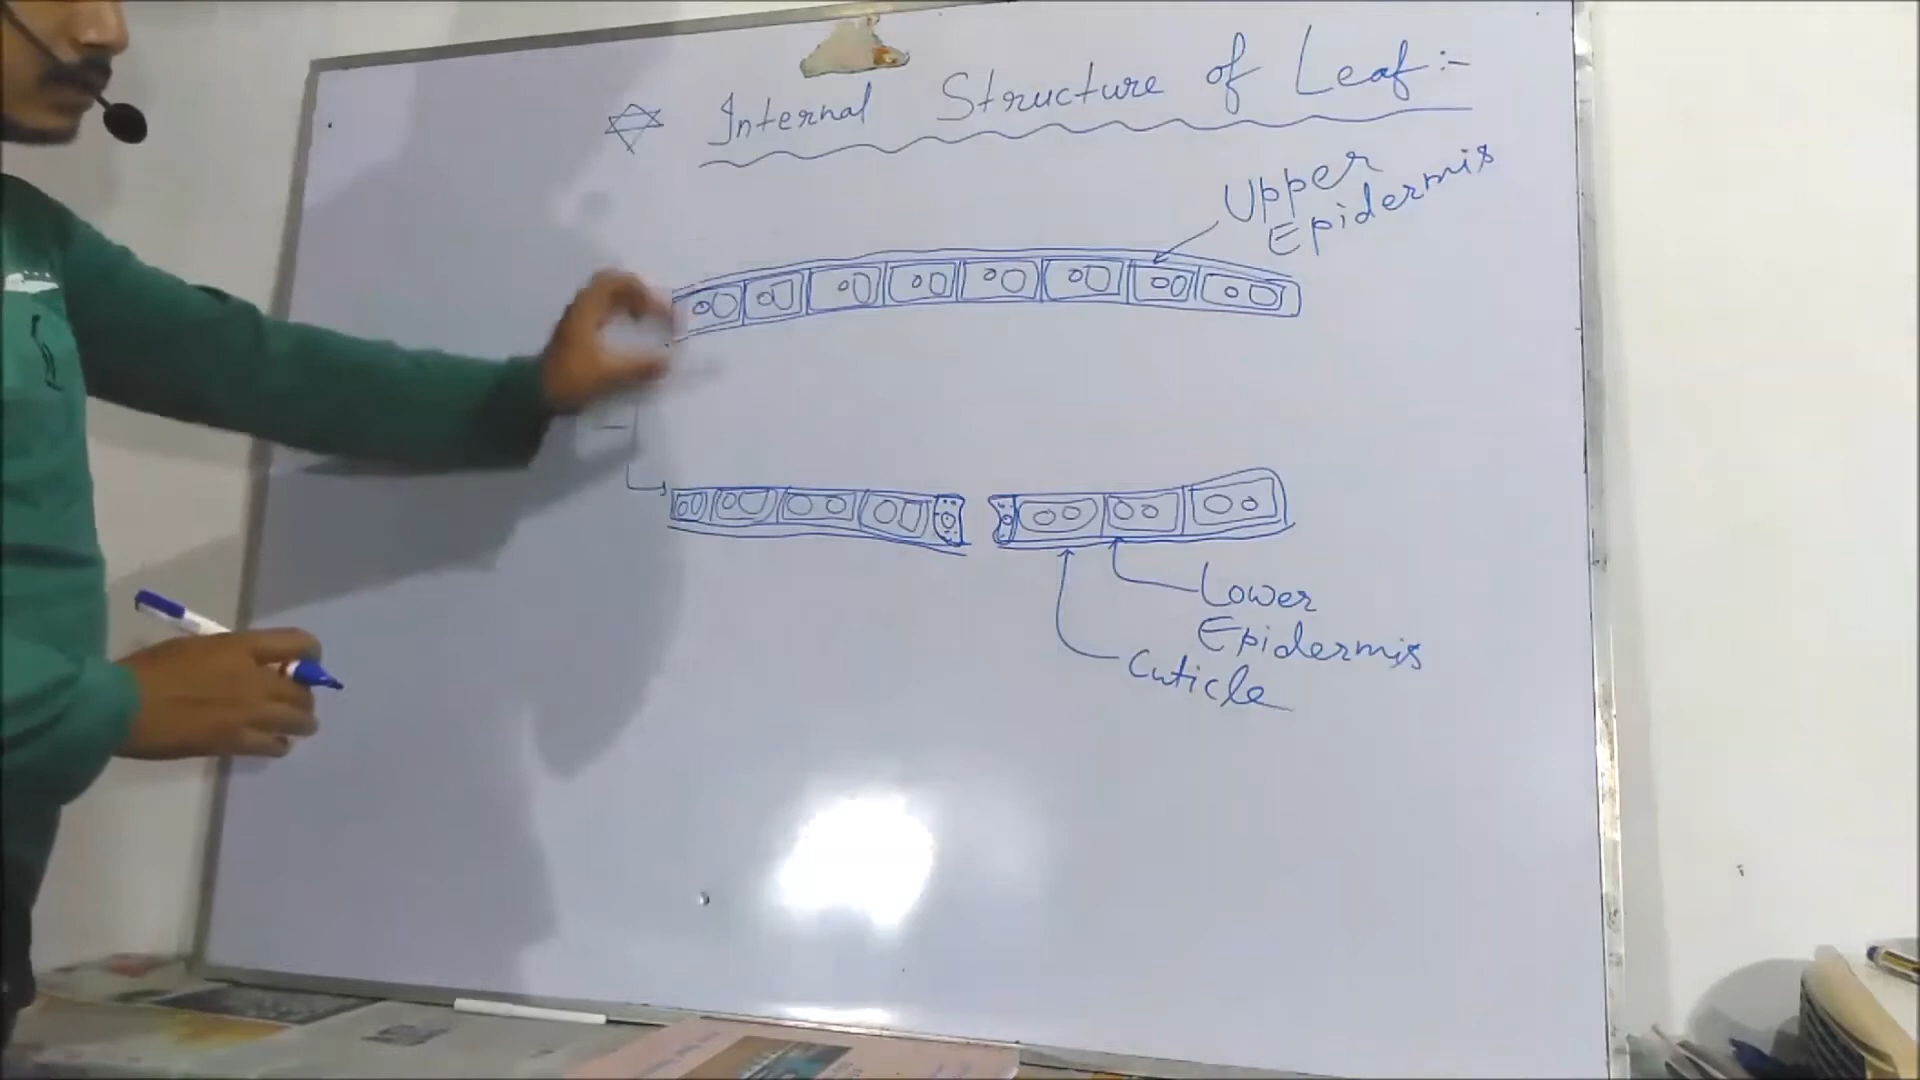 Internal Structure of Leaf:-
Upper
Epidermis
Lower
Epidermis
Cuticle